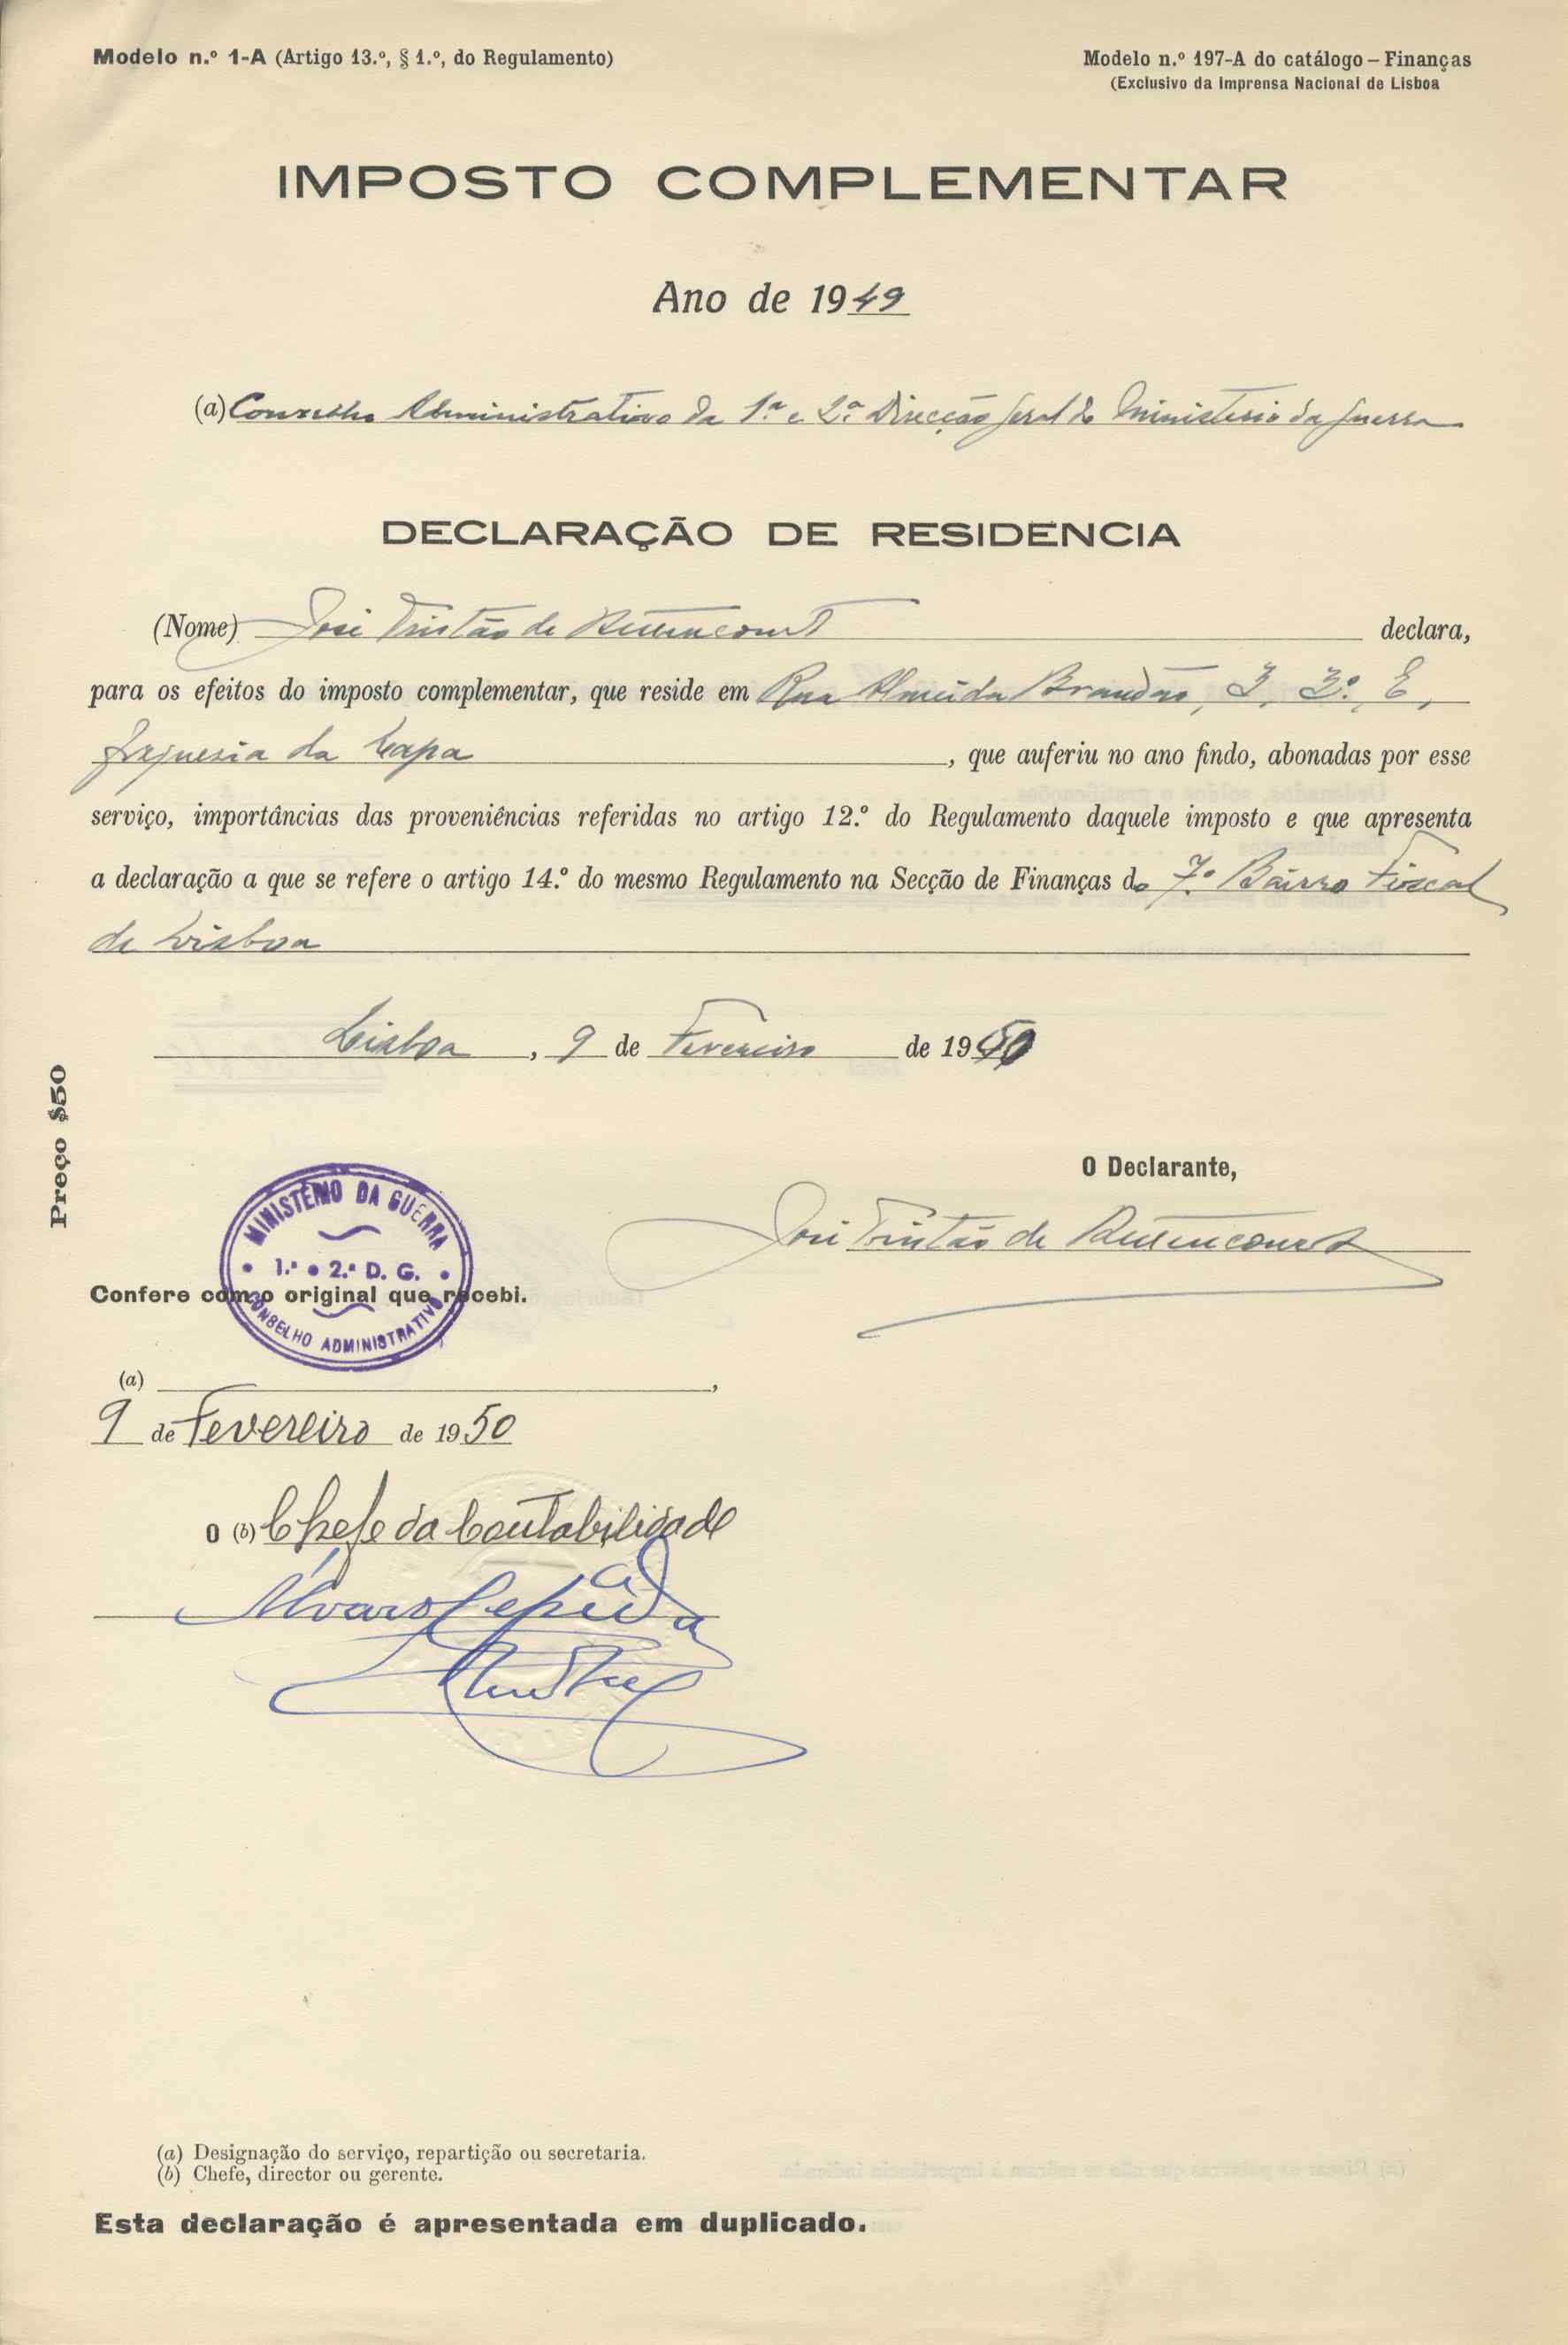 Modelo n.º 1-A (Artigo 13.º, § 1.º, do Regulamento)
Modelo n.º 197-A do catálogo – Finanças
(Exclusivo da Imprensa Nacional de Lisboa
IMPOSTO COMPLEMENTAR
Ano de 1949
(a) Conselho Administrativo da 1.ª e 2.ª Direcção Geral do Ministerio da Guerra
DECLARAÇÃO DE RESIDENCIA
(Nome) José Tristão de Bettencourt declara,
para os efeitos do imposto complementar, que reside em Rua Almeida Brandão, 3, 3.º, E,
freguesia da Lapa, que auferiu no ano findo, abonadas por esse
serviço, importâncias das proveniências referidas no artigo 12.º do Regulamento daquele imposto e que apresenta
a declaração a que se refere o artigo 14.º do mesmo Regulamento na Secção de Finanças do 7.º Bairro Fiscal
de Lisboa
Lisboa, 9 de Fevereiro de 1950
Preço $50
O Declarante,
José Tristão de Bettencourt
MINISTÉRIO DA GUERRA
1.ª e 2.ª D. G.
CONSELHO ADMINISTRATIVO
Confere com o original que recebi.
(a) ,
9 de Fevereiro de 1950
O (b) Chefe da Contabilidade
Alvaro Cepêda
(a) Designação do serviço, repartição ou secretaria.
(b) Chefe, director ou gerente.
Esta declaração é apresentada em duplicado.